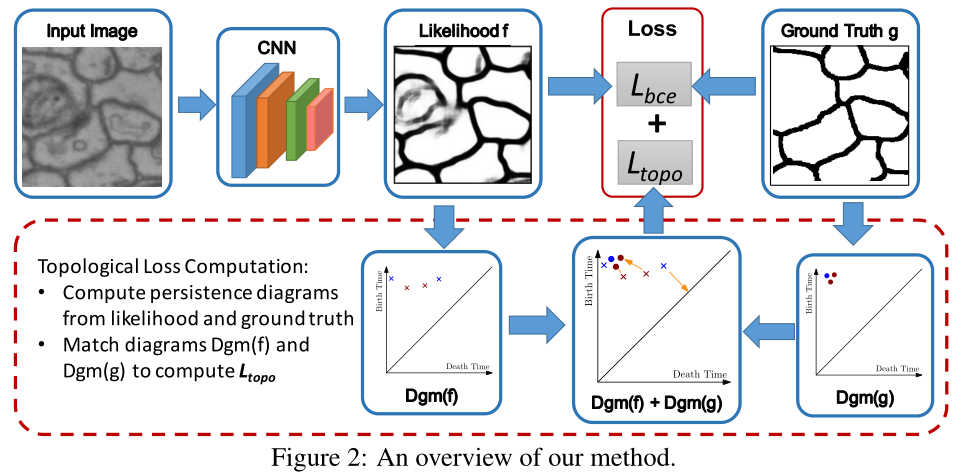 Input Image
CNN
Likelihood f
Loss
Ground Truth g
L_bce
+
L_topo
Topological Loss Computation:
• Compute persistence diagrams
from likelihood and ground truth
• Match diagrams Dgm(f) and
Dgm(g) to compute L_topo
Birth Time
Death Time
Dgm(f)
Birth Time
Death Time
Dgm(f) + Dgm(g)
Birth Time
Death Time
Dgm(g)
Figure 2: An overview of our method.